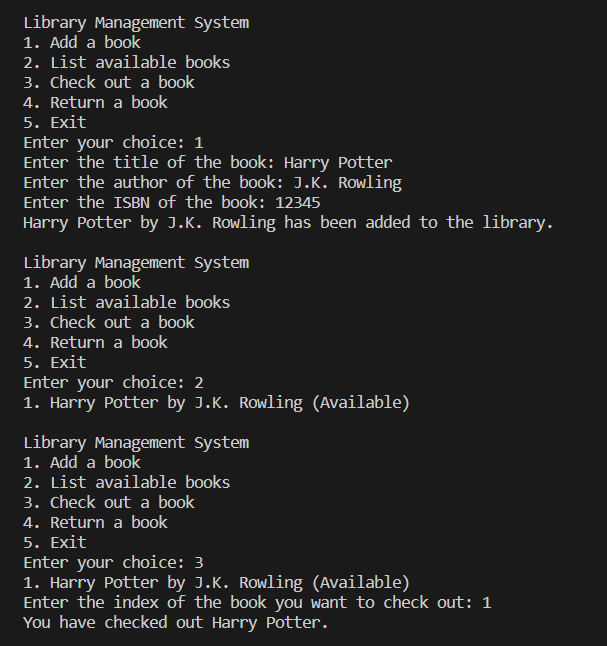 Library Management System
1. Add a book
2. List available books
3. Check out a book
4. Return a book
5. Exit
Enter your choice: 1
Enter the title of the book: Harry Potter
Enter the author of the book: J.K. Rowling
Enter the ISBN of the book: 12345
Harry Potter by J.K. Rowling has been added to the library.

Library Management System
1. Add a book
2. List available books
3. Check out a book
4. Return a book
5. Exit
Enter your choice: 2
1. Harry Potter by J.K. Rowling (Available)

Library Management System
1. Add a book
2. List available books
3. Check out a book
4. Return a book
5. Exit
Enter your choice: 3
1. Harry Potter by J.K. Rowling (Available)
Enter the index of the book you want to check out: 1
You have checked out Harry Potter.